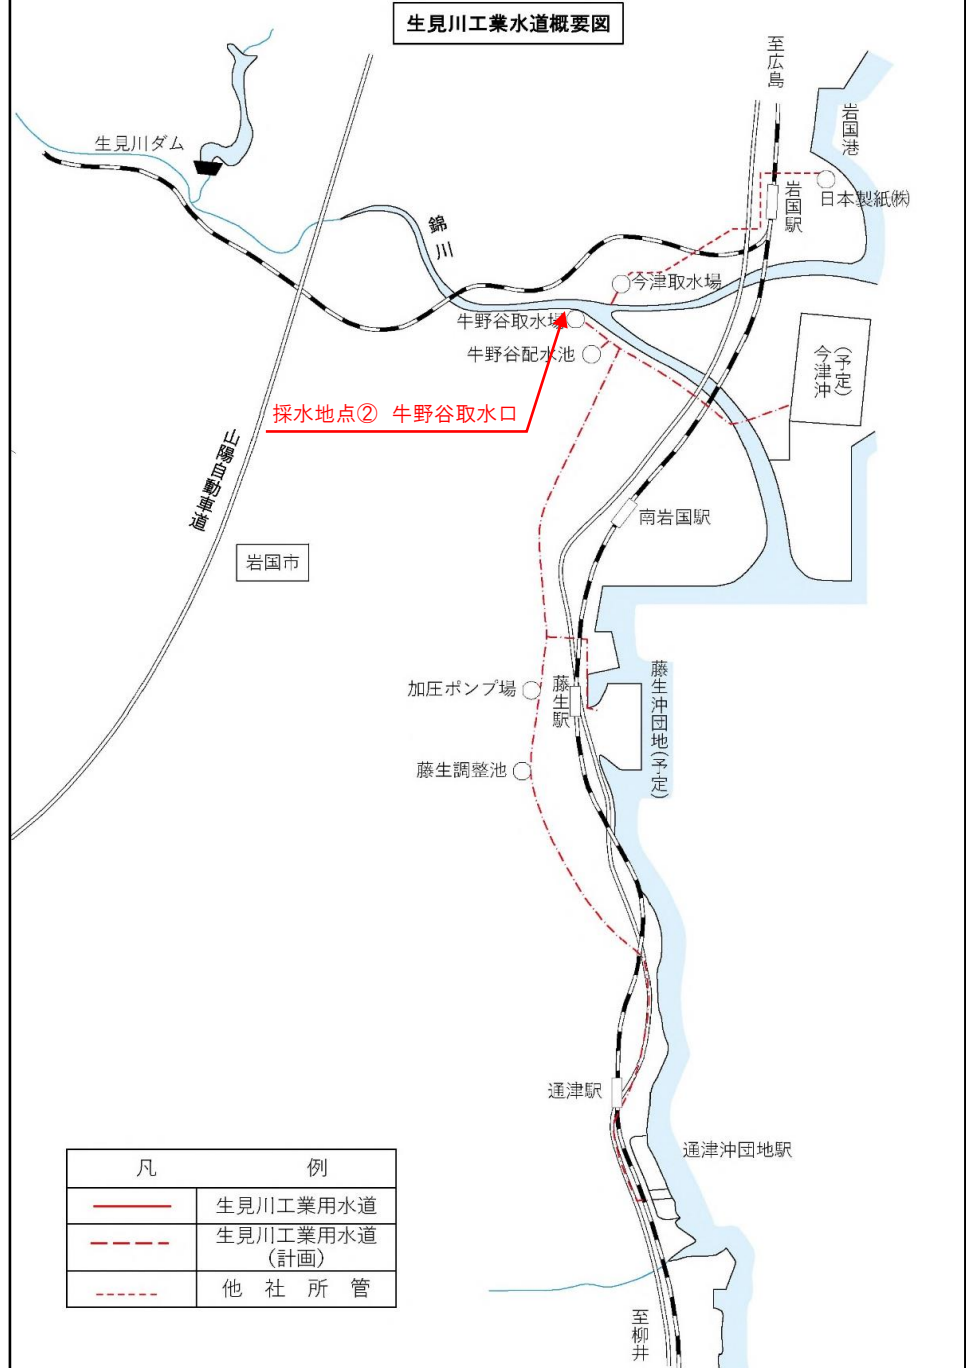 生見川工業水道概要図
至広島
岩国港
生見川ダム
岩国駅
日本製紙㈱
錦川
今津取水場
牛野谷取水場
牛野谷配水池
今津沖
(予定)
採水地点② 牛野谷取水口
山陽自動車道
南岩国駅
岩国市
藤生沖団地(予定)
加圧ポンプ場
藤生駅
藤生調整池
通津駅
通津沖団地駅
凡 例
生見川工業用水道
生見川工業用水道
(計画)
他 社 所 管
至柳井